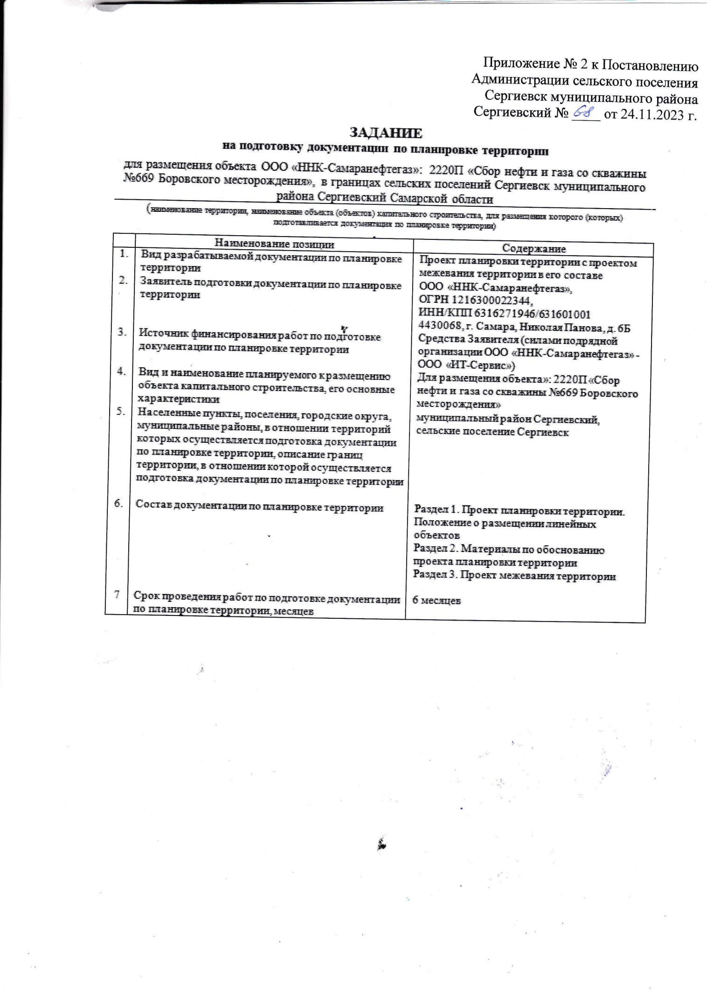 Приложение № 2 к Постановлению
Администрации сельского поселения
Сергиевск муниципального района
Сергиевский № 68 от 24.11.2023 г.
ЗАДАНИЕ
на подготовку документации по планировке территории
для размещения объекта ООО «ННК-Самаранефтегаз»: 2220П «Сбор нефти и газа со скважины
№669 Боровского месторождения», в границах сельских поселений Сергиевск муниципального
района Сергиевский Самарской области
(наименование территории, наименование объекта (объектов) капитального строительства, для размещения которого (которых)
подготавливается документация по планировке территории)
Наименование позиции
Содержание
1.
Вид разрабатываемой документации по планировке
территории
Проект планировки территории с проектом
межевания территории в его составе
2.
Заявитель подготовки документации по планировке
территории
ООО «ННК-Самаранефтегаз»,
ОГРН 1216300022344,
ИНН/КПП 6316271946/631601001
4430068, г. Самара, Николая Панова, д. 6Б
3.
Источник финансирования работ по подготовке
документации по планировке территории
Средства Заявителя (силами подрядной
организации ООО «ННК-Самаранефтегаз» -
ООО «ИТ-Сервис»)
4.
Вид и наименование планируемого к размещению
объекта капитального строительства, его основные
характеристики
Для размещения объекта»: 2220П «Сбор
нефти и газа со скважины №669 Боровского
месторождения»
5.
Населенные пункты, поселения, городские округа,
муниципальные районы, в отношении территорий
которых осуществляется подготовка документации
по планировке территории, описание границ
территории, в отношении которой осуществляется
подготовка документации по планировке территории
муниципальный район Сергиевский,
сельские поселение Сергиевск
6.
Состав документации по планировке территории
Раздел 1. Проект планировки территории.
Положение о размещении линейных
объектов
Раздел 2. Материалы по обоснованию
проекта планировки территории
Раздел 3. Проект межевания территории
7
Срок проведения работ по подготовке документации
по планировке территории, месяцев
6 месяцев